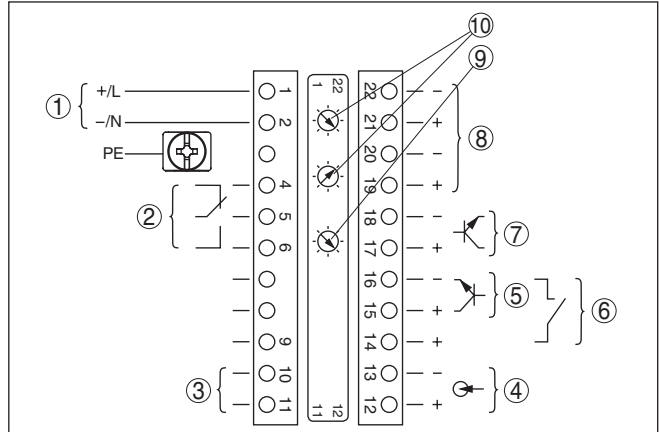 ⑩
⑨
1 22
① +/L 1 22 −
−/N 2 21 + ⑧
PE 20 −
② 4 19 +
5 18 − ⑦
6 17 +
16 − ⑤ ⑥
15 +
9 14 +
③ 10 13 − ④
11 12 +
11 12